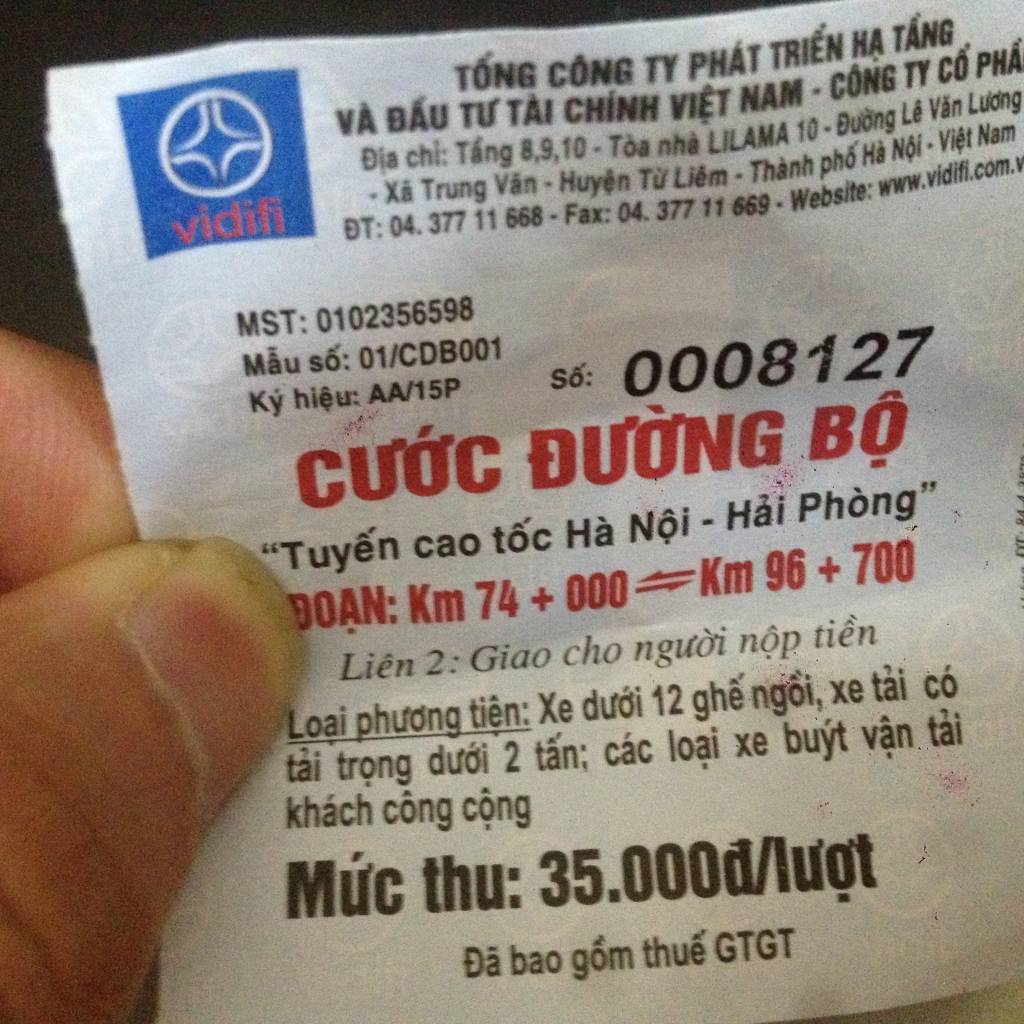 TỔNG CÔNG TY PHÁT TRIỂN HẠ TẦNG
VÀ ĐẦU TƯ TÀI CHÍNH VIỆT NAM - CÔNG TY CỔ PHẦ
Địa chỉ: Tầng 8,9,10 - Tòa nhà LILAMA 10 - Đường Lê Văn Lương
- Xã Trung Văn - Huyện Từ Liêm - Thành phố Hà Nội - Việt Nam
ĐT: 04. 377 11 668 - Fax: 04. 377 11 669 - Website: www.vidifi.com.v
vidifi
MST: 0102356598
Mẫu số: 01/CDB001
Ký hiệu: AA/15P
Số: 0008127
CƯỚC ĐƯỜNG BỘ
“Tuyến cao tốc Hà Nội - Hải Phòng”
ĐOẠN: Km 74 + 000 ⇌ Km 96 + 700
Liên 2: Giao cho người nộp tiền
Loại phương tiện: Xe dưới 12 ghế ngồi, xe tải có
tải trọng dưới 2 tấn; các loại xe buýt vận tải
khách công cộng
Mức thu: 35.000đ/lượt
Đã bao gồm thuế GTGT